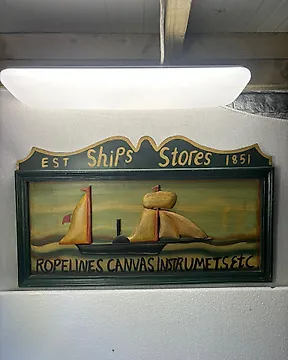 EST Ships Stores 1851
ROPELINES CANVAS INSTRUMETS, ETC.